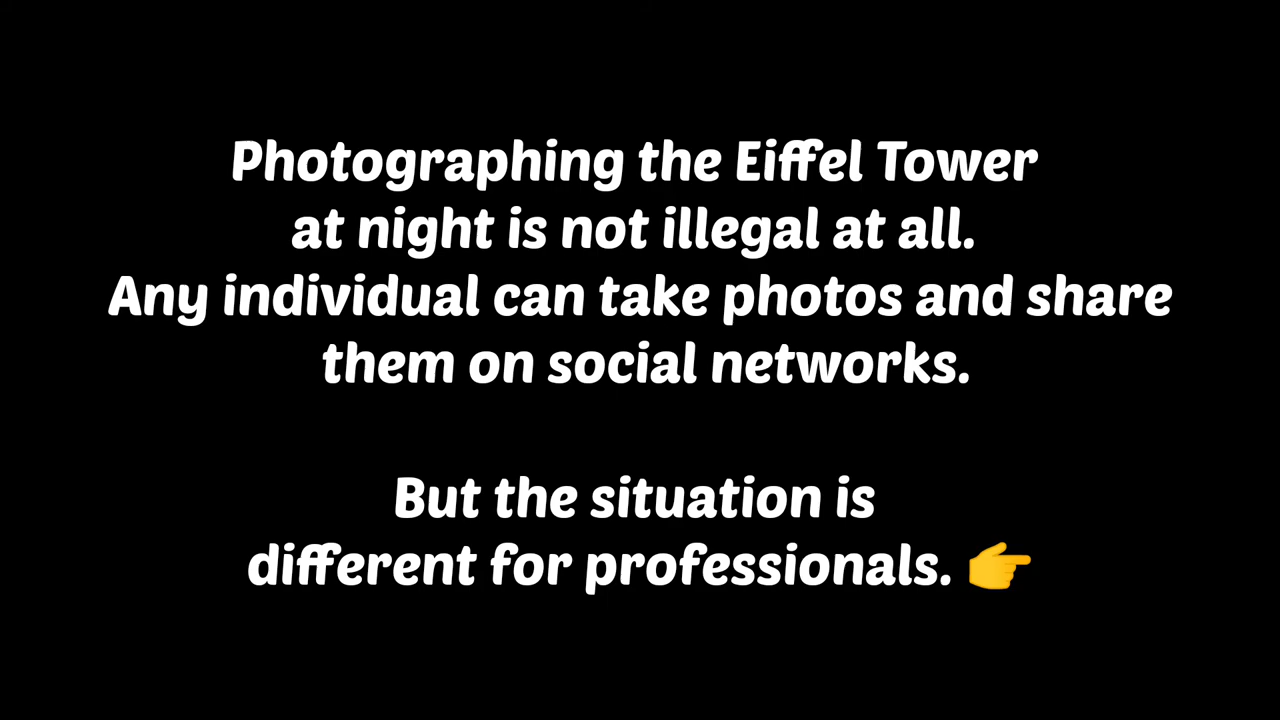 Photographing the Eiffel Tower
at night is not illegal at all.
Any individual can take photos and share
them on social networks.
But the situation is
different for professionals. 👉